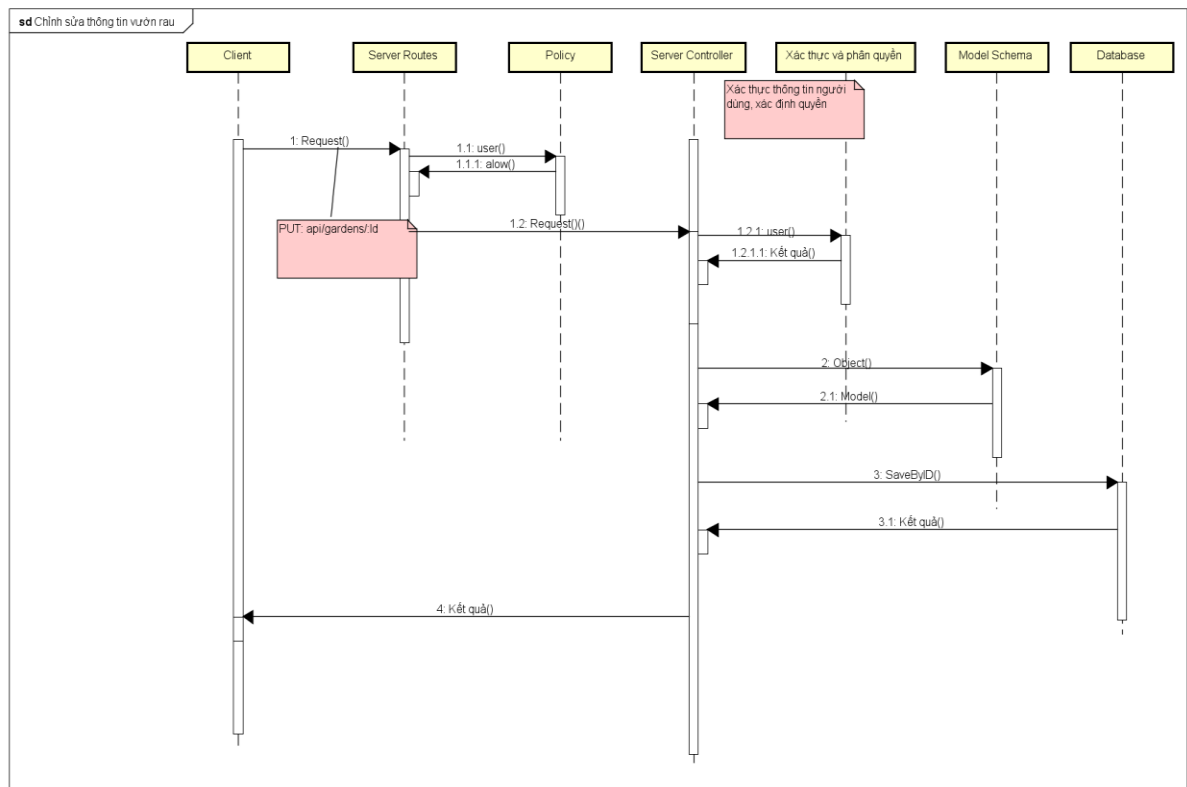 sd Chỉnh sửa thông tin vườn rau
Client
Server Routes
Policy
Server Controller
Xác thực và phân quyền
Model Schema
Database
Xác thực thông tin người
dùng, xác định quyền
1: Request()
1.1: user()
1.1.1: alow()
PUT: api/gardens/:Id
1.2: Request()()
1.2.1: user()
1.2.1.1: Kết quả()
2: Object()
2.1: Model()
3: SaveByID()
3.1: Kết quả()
4: Kết quả()